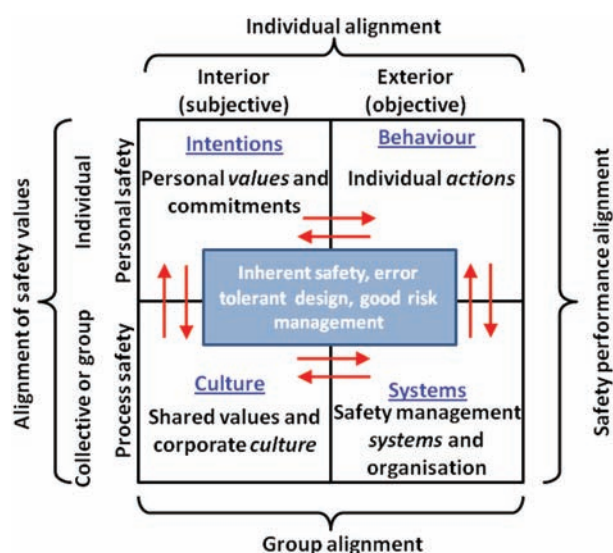 Individual alignment
Interior
(subjective)
Exterior
(objective)
Alignment of safety values
Individual
Personal safety
Intentions
Personal values and
commitments
Behaviour
Individual actions
Inherent safety, error
tolerant design, good risk
management
Collective or group
Process safety
Culture
Shared values and
corporate culture
Systems
Safety management
systems and
organisation
Safety performance alignment
Group alignment